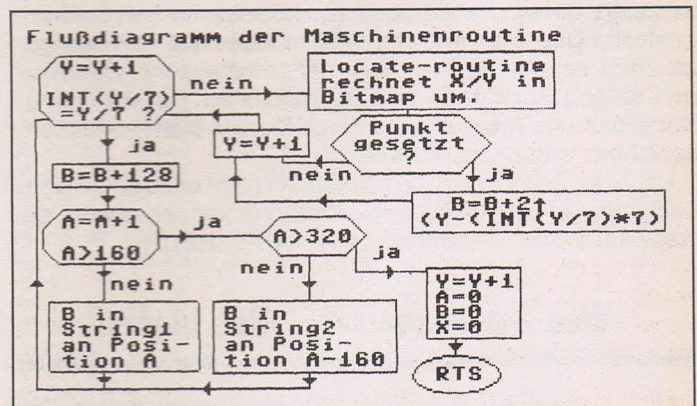 Flußdiagramm der Maschinenroutine
Y=Y+1
INT(Y/7)
=Y/7 ?
nein
Locate-routine
rechnet X/Y in
Bitmap um.
Punkt
gesetzt
?
nein
Y=Y+1
ja
B=B+128
ja
B=B+2↑
(Y-(INT(Y/7)*7)
A=A+1
A>160
ja
A>320
ja
nein
nein
B in
String1
an Posi-
tion A
B in
String2
an Posi-
tion A-160
Y=Y+1
A=0
B=0
X=0
RTS